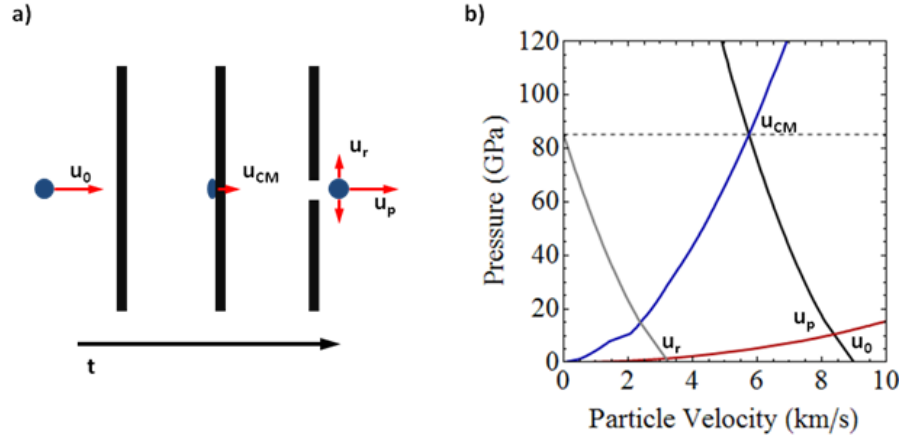 a)
u0
uCM
ur
up
t
b)
120
100
80
60
40
20
0
Pressure (GPa)
uCM
up
ur
u0
0 2 4 6 8 10
Particle Velocity (km/s)